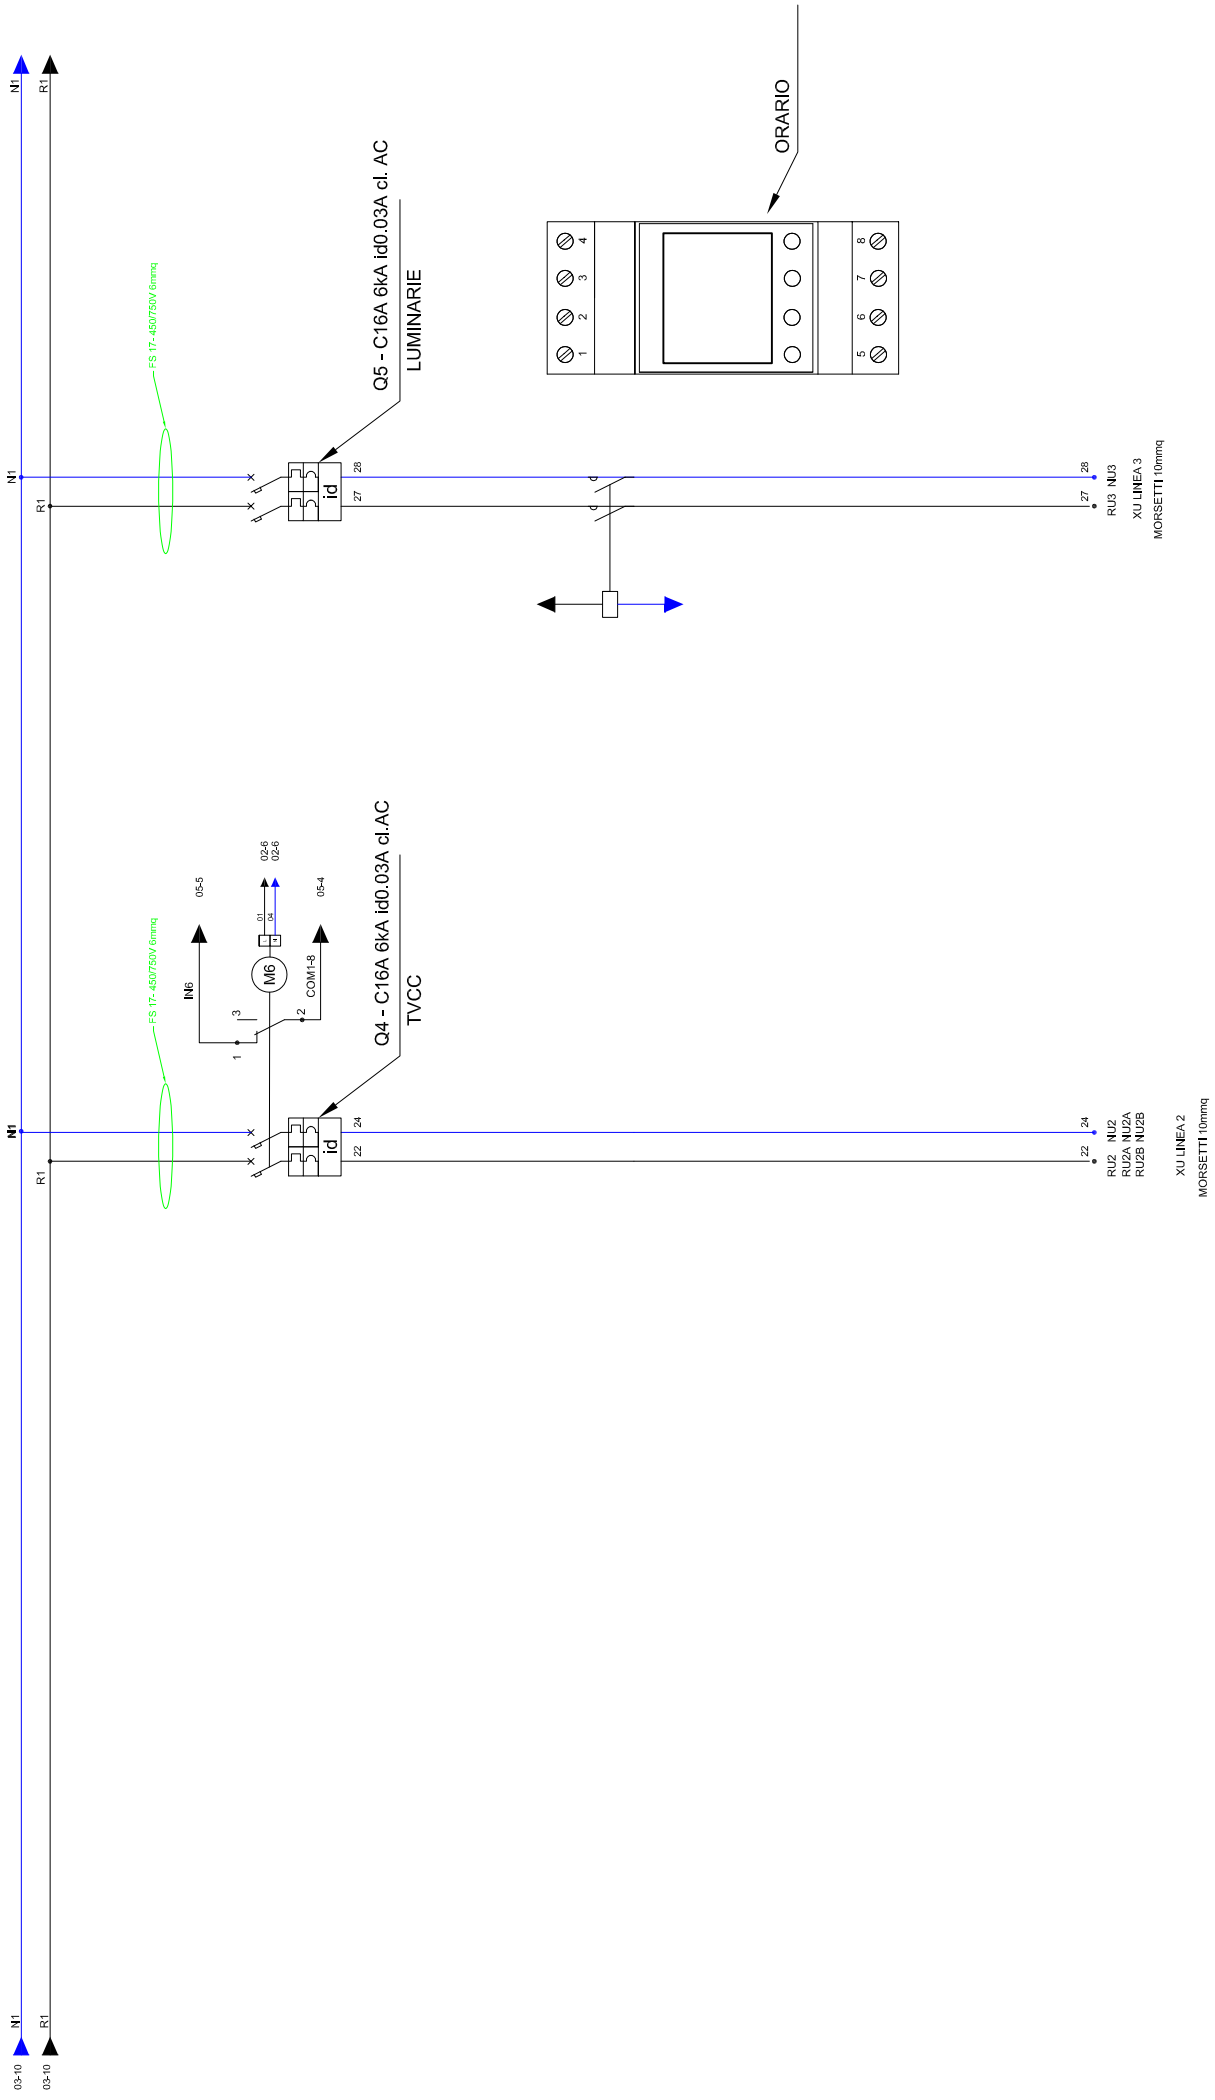 03-10
N1
03-10
R1
N1
R1
N1
R1
N1
R1
FS 17- 450/750V 6mmq
FS 17- 450/750V 6mmq
IN6
05-5
1
3
2
M6
L
N
01
04
02-6
02-6
COM1-8
05-4
id
22
24
Q4 - C16A 6kA id0.03A cl.AC
TVCC
id
27
28
Q5 - C16A 6kA id0.03A cl. AC
LUMINARIE
1 2 3 4
5 6 7 8
ORARIO
22 24
RU2 NU2
RU2A NU2A
RU2B NU2B
XU LINEA 2
MORSETTI 10mmq
27 28
RU3 NU3
XU LINEA 3
MORSETTI 10mmq